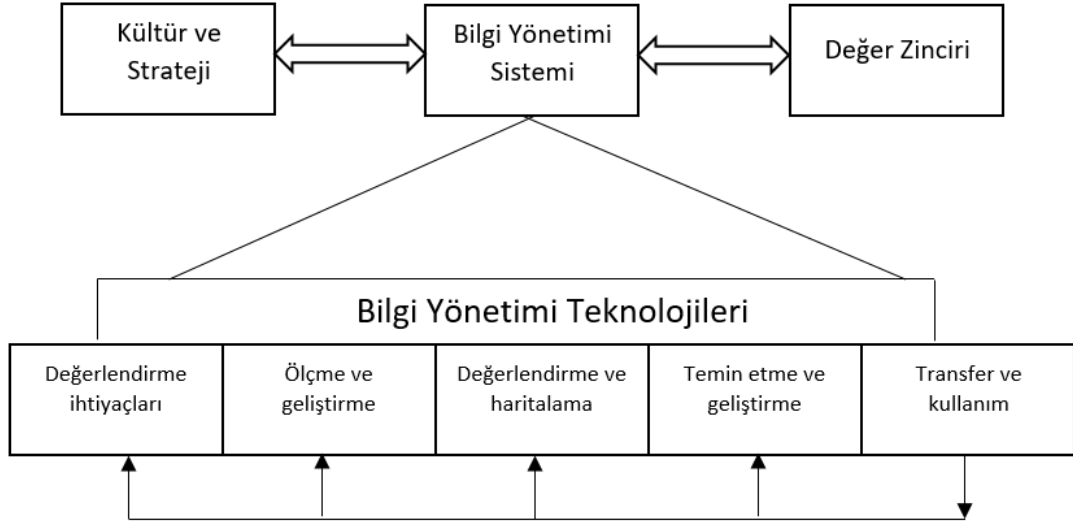 Kültür ve
Strateji
Bilgi Yönetimi
Sistemi
Değer Zinciri
Bilgi Yönetimi Teknolojileri
Değerlendirme
ihtiyaçları
Ölçme ve
geliştirme
Değerlendirme ve
haritalama
Temin etme ve
geliştirme
Transfer ve
kullanım